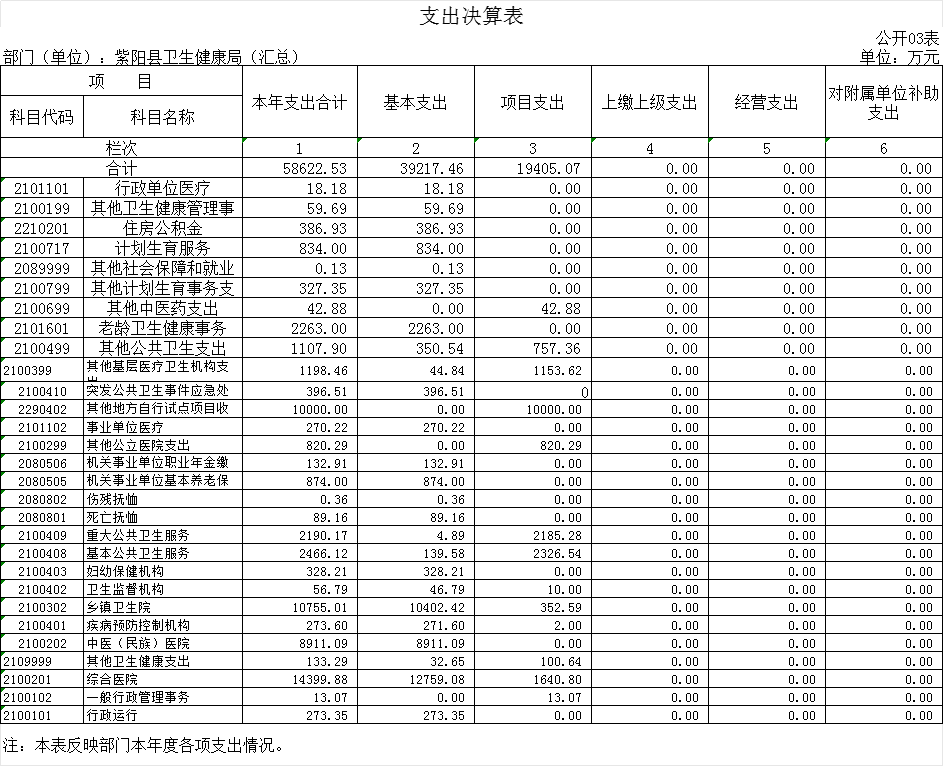 支出决算表
公开03表
部门（单位）：紫阳县卫生健康局（汇总） 单位：万元
项 目 本年支出合计 基本支出 项目支出 上缴上级支出 经营支出 对附属单位补助支出
科目代码 科目名称
栏次 1 2 3 4 5 6
合计 58622.53 39217.46 19405.07 0.00 0.00 0.00
2101101 行政单位医疗 18.18 18.18 0.00 0.00 0.00 0.00
2100199 其他卫生健康管理事 59.69 59.69 0.00 0.00 0.00 0.00
2210201 住房公积金 386.93 386.93 0.00 0.00 0.00 0.00
2100717 计划生育服务 834.00 834.00 0.00 0.00 0.00 0.00
2089999 其他社会保障和就业 0.13 0.13 0.00 0.00 0.00 0.00
2100799 其他计划生育事务支 327.35 327.35 0.00 0.00 0.00 0.00
2100699 其他中医药支出 42.88 0.00 42.88 0.00 0.00 0.00
2101601 老龄卫生健康事务 2263.00 2263.00 0.00 0.00 0.00 0.00
2100499 其他公共卫生支出 1107.90 350.54 757.36 0.00 0.00 0.00
2100399 其他基层医疗卫生机构支 1198.46 44.84 1153.62 0.00 0.00 0.00
2100410 突发公共卫生事件应急处 396.51 396.51 0 0.00 0.00 0.00
2290402 其他地方自行试点项目收 10000.00 0.00 10000.00 0.00 0.00 0.00
2101102 事业单位医疗 270.22 270.22 0.00 0.00 0.00 0.00
2100299 其他公立医院支出 820.29 0.00 820.29 0.00 0.00 0.00
2080506 机关事业单位职业年金缴 132.91 132.91 0.00 0.00 0.00 0.00
2080505 机关事业单位基本养老保 874.00 874.00 0.00 0.00 0.00 0.00
2080802 伤残抚恤 0.36 0.36 0.00 0.00 0.00 0.00
2080801 死亡抚恤 89.16 89.16 0.00 0.00 0.00 0.00
2100409 重大公共卫生服务 2190.17 4.89 2185.28 0.00 0.00 0.00
2100408 基本公共卫生服务 2466.12 139.58 2326.54 0.00 0.00 0.00
2100403 妇幼保健机构 328.21 328.21 0.00 0.00 0.00 0.00
2100402 卫生监督机构 56.79 46.79 10.00 0.00 0.00 0.00
2100302 乡镇卫生院 10755.01 10402.42 352.59 0.00 0.00 0.00
2100401 疾病预防控制机构 273.60 271.60 2.00 0.00 0.00 0.00
2100202 中医（民族）医院 8911.09 8911.09 0.00 0.00 0.00 0.00
2109999 其他卫生健康支出 133.29 32.65 100.64 0.00 0.00 0.00
2100201 综合医院 14399.88 12759.08 1640.80 0.00 0.00 0.00
2100102 一般行政管理事务 13.07 0.00 13.07 0.00 0.00 0.00
2100101 行政运行 273.35 273.35 0.00 0.00 0.00 0.00
注：本表反映部门本年度各项支出情况。